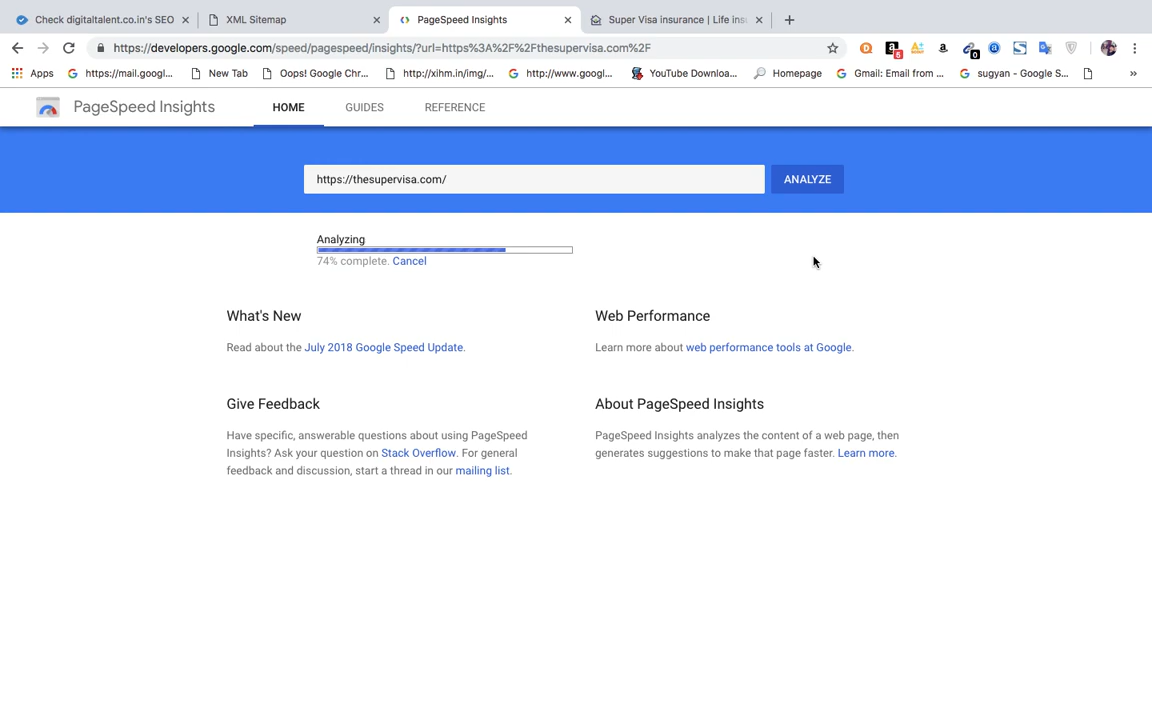 Check digitaltalent.co.in's SEO
XML Sitemap
PageSpeed Insights
Super Visa insurance | Life ins
https://developers.google.com/speed/pagespeed/insights/?url=https%3A%2F%2Fthesupervisa.com%2F
5
0
Apps
https://mail.googl...
New Tab
Oops! Google Chr...
http://xihm.in/img/...
http://www.googl...
YouTube Downloa...
Homepage
Gmail: Email from ...
sugyan - Google S...
PageSpeed Insights
HOME
GUIDES
REFERENCE
https://thesupervisa.com/
ANALYZE
Analyzing
74% complete. Cancel
What's New
Read about the July 2018 Google Speed Update.
Web Performance
Learn more about web performance tools at Google.
Give Feedback
Have specific, answerable questions about using PageSpeed
Insights? Ask your question on Stack Overflow. For general
feedback and discussion, start a thread in our mailing list.
About PageSpeed Insights
PageSpeed Insights analyzes the content of a web page, then
generates suggestions to make that page faster. Learn more.